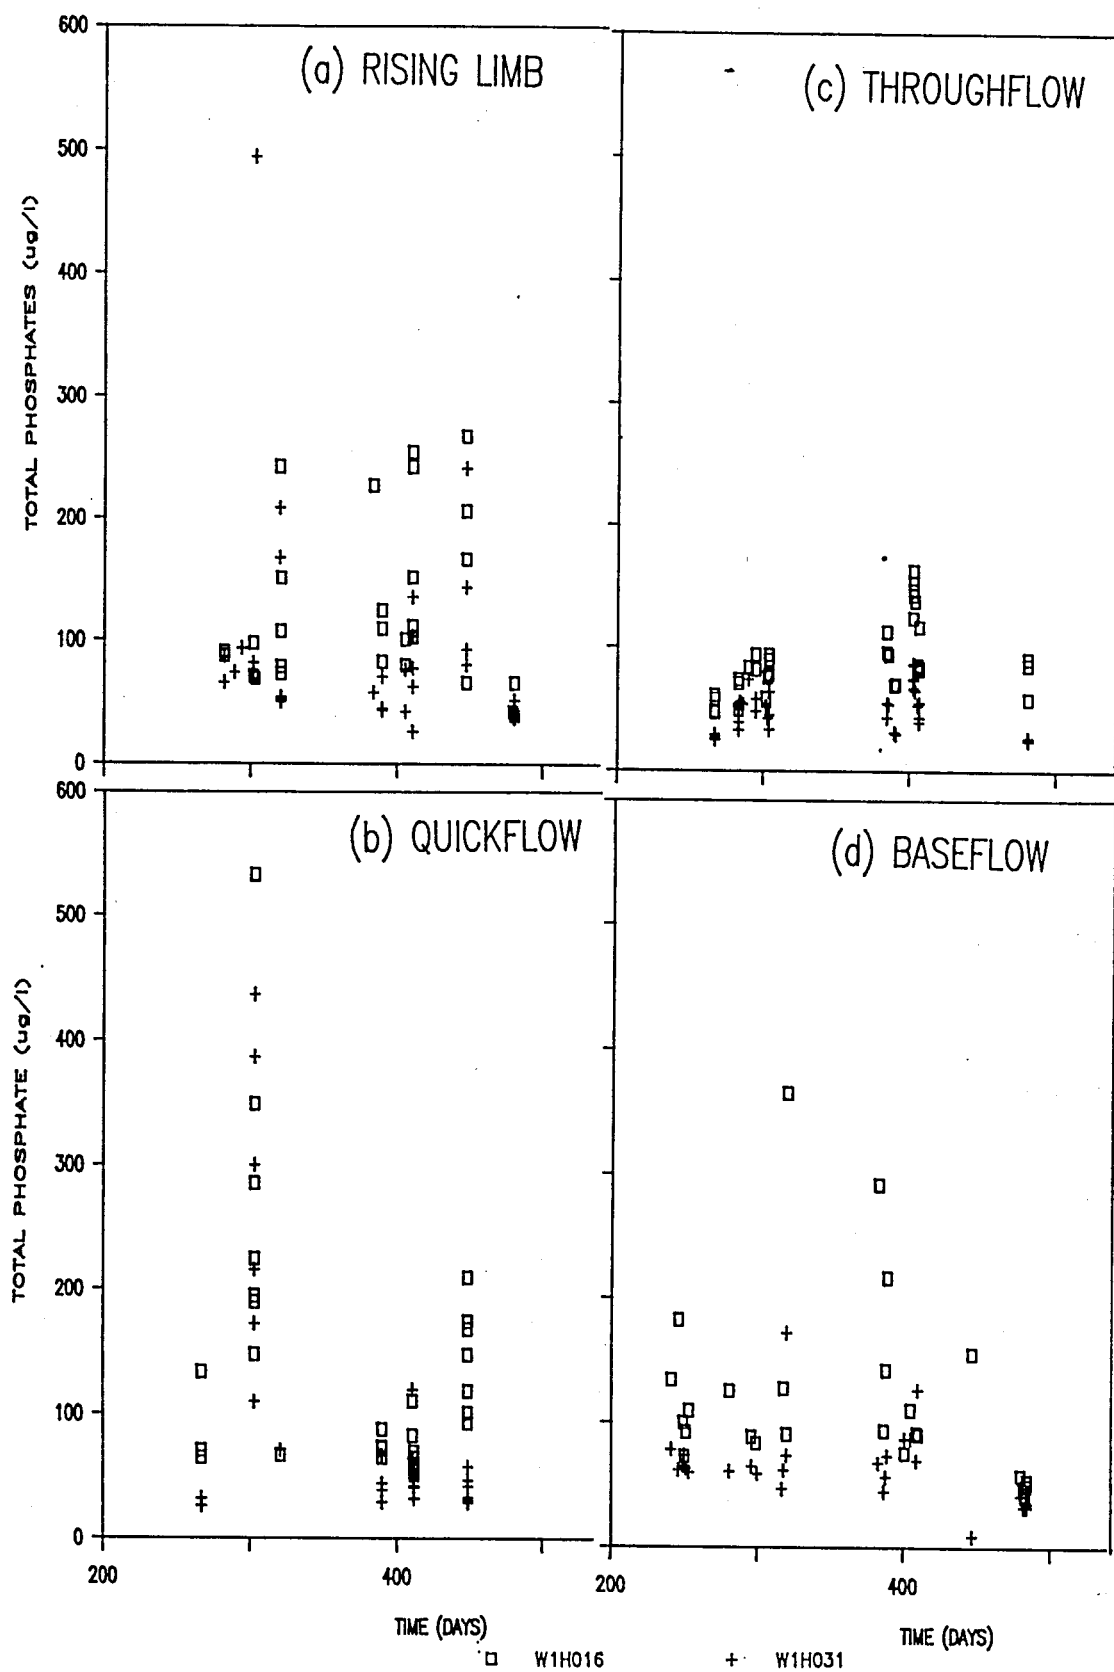 600
(a) RISING LIMB
(c) THROUGHFLOW
500
400
TOTAL PHOSPHATES (ug/l)
300
200
100
0
600
(b) QUICKFLOW
(d) BASEFLOW
500
400
TOTAL PHOSPHATE (ug/l)
300
200
100
0
200
400
200
400
TIME (DAYS)
TIME (DAYS)
W1H016
W1H031